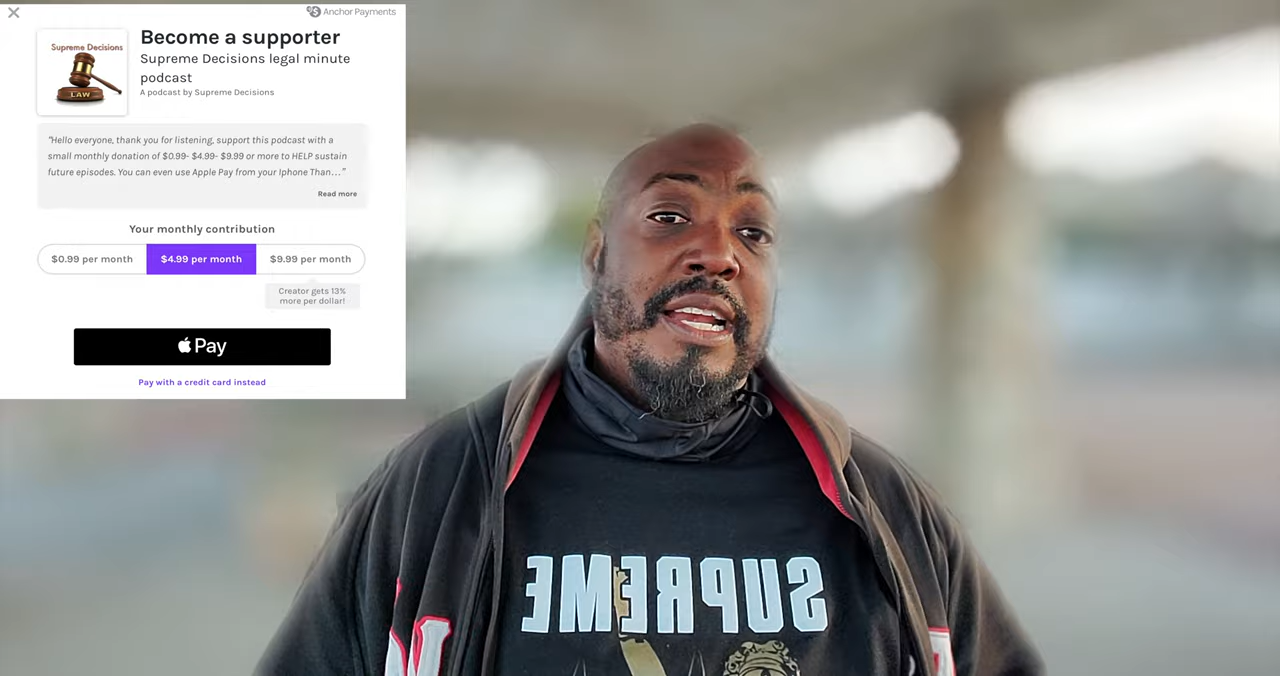 Anchor Payments
Supreme Decisions
LAW
Become a supporter
Supreme Decisions legal minute
podcast
A podcast by Supreme Decisions
"Hello everyone, thank you for listening, support this podcast with a
small monthly donation of $0.99- $4.99- $9.99 or more to HELP sustain
future episodes. You can even use Apple Pay from your Iphone Than..."
Read more
Your monthly contribution
$0.99 per month
$4.99 per month
$9.99 per month
Creator gets 13%
more per dollar!
Pay
Pay with a credit card instead
SUPREME